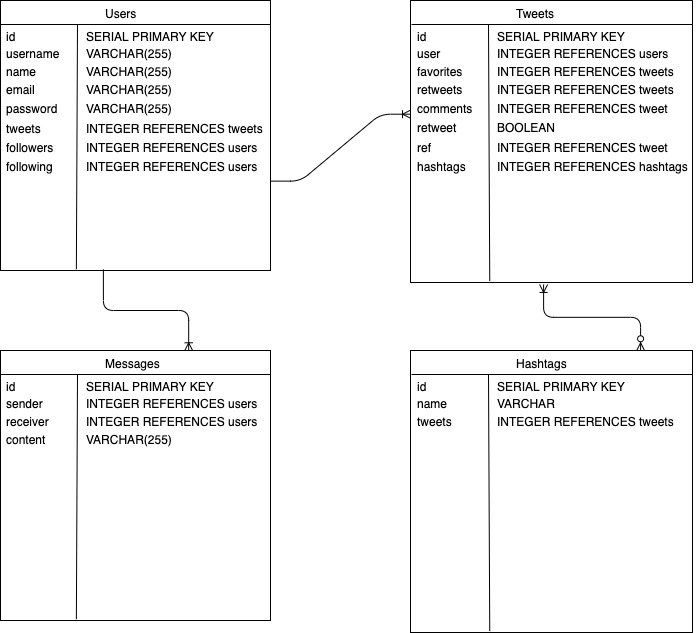 Users
id SERIAL PRIMARY KEY
username VARCHAR(255)
name VARCHAR(255)
email VARCHAR(255)
password VARCHAR(255)
tweets INTEGER REFERENCES tweets
followers INTEGER REFERENCES users
following INTEGER REFERENCES users
Tweets
id SERIAL PRIMARY KEY
user INTEGER REFERENCES users
favorites INTEGER REFERENCES tweets
retweets INTEGER REFERENCES tweets
comments INTEGER REFERENCES tweet
retweet BOOLEAN
ref INTEGER REFERENCES tweet
hashtags INTEGER REFERENCES hashtags
Messages
id SERIAL PRIMARY KEY
sender INTEGER REFERENCES users
receiver INTEGER REFERENCES users
content VARCHAR(255)
Hashtags
id SERIAL PRIMARY KEY
name VARCHAR
tweets INTEGER REFERENCES tweets